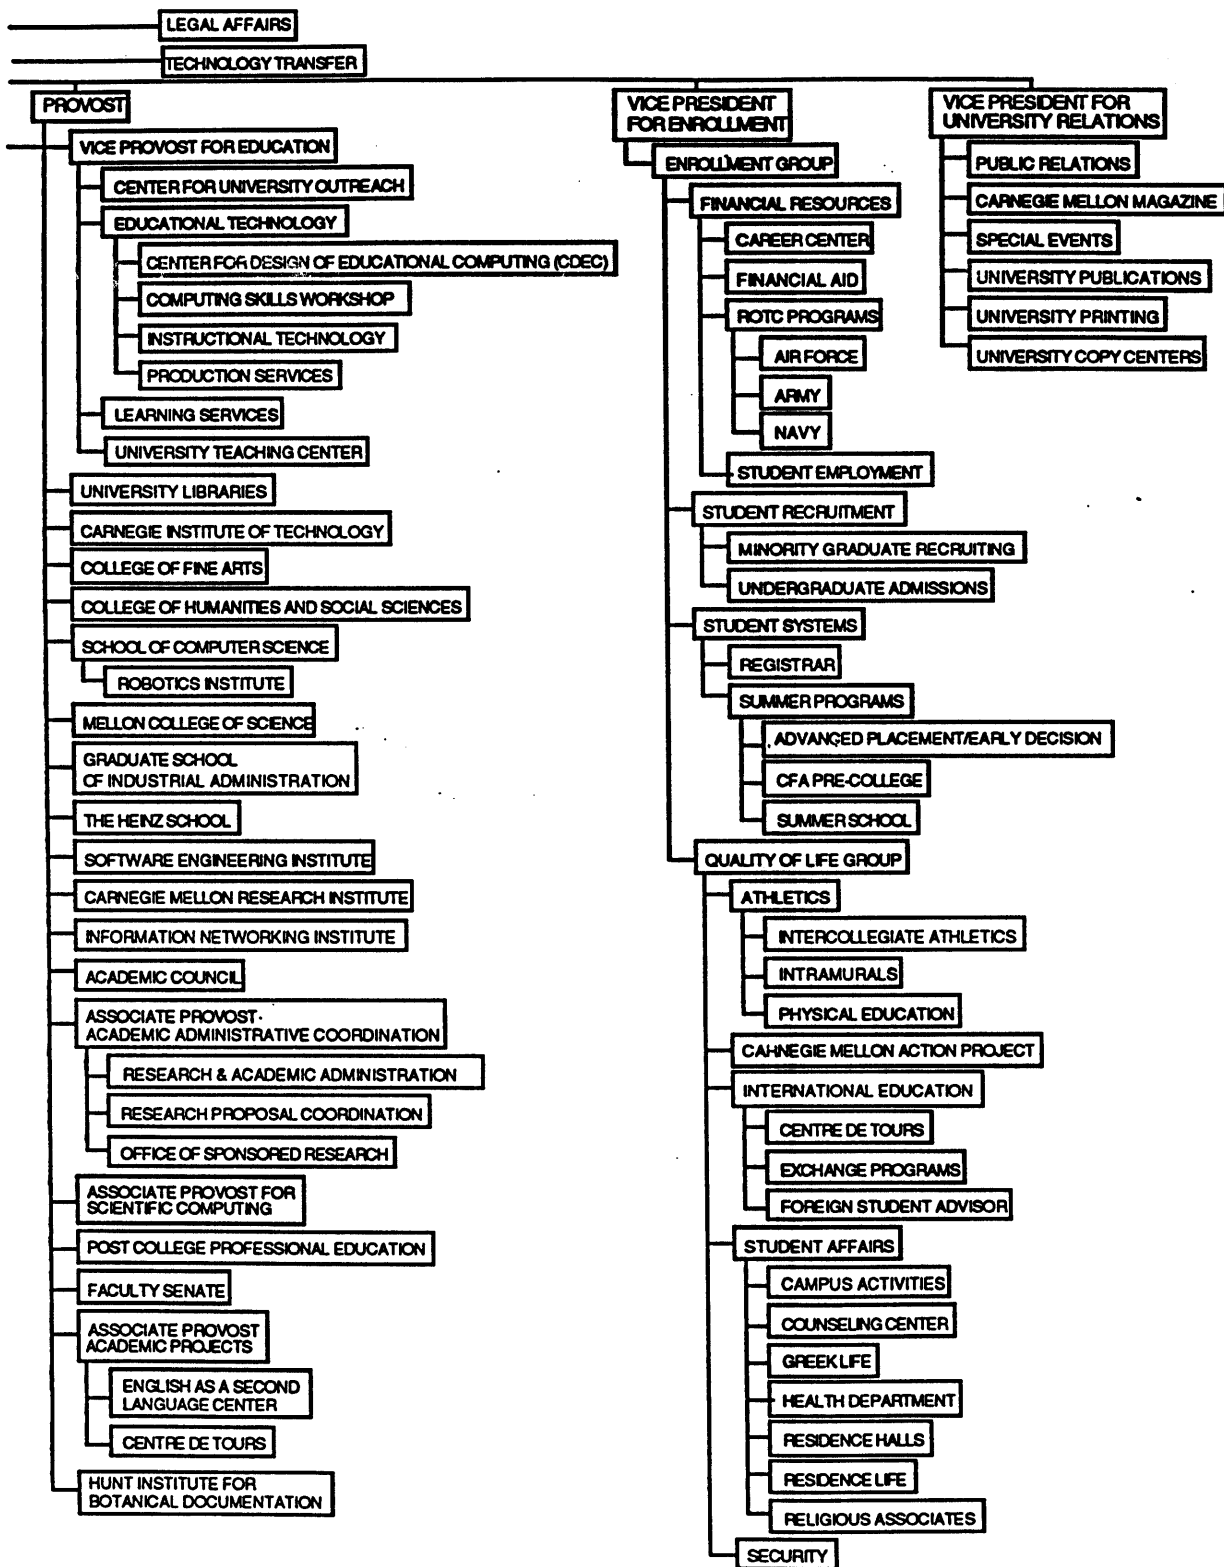 LEGAL AFFAIRS
TECHNOLOGY TRANSFER
PROVOST
VICE PROVOST FOR EDUCATION
CENTER FOR UNIVERSITY OUTREACH
EDUCATIONAL TECHNOLOGY
CENTER FOR DESIGN OF EDUCATIONAL COMPUTING (CDEC)
COMPUTING SKILLS WORKSHOP
INSTRUCTIONAL TECHNOLOGY
PRODUCTION SERVICES
LEARNING SERVICES
UNIVERSITY TEACHING CENTER
UNIVERSITY LIBRARIES
CARNEGIE INSTITUTE OF TECHNOLOGY
COLLEGE OF FINE ARTS
COLLEGE OF HUMANITIES AND SOCIAL SCIENCES
SCHOOL OF COMPUTER SCIENCE
ROBOTICS INSTITUTE
MELLON COLLEGE OF SCIENCE
GRADUATE SCHOOL
OF INDUSTRIAL ADMINISTRATION
THE HEINZ SCHOOL
SOFTWARE ENGINEERING INSTITUTE
CARNEGIE MELLON RESEARCH INSTITUTE
INFORMATION NETWORKING INSTITUTE
ACADEMIC COUNCIL
ASSOCIATE PROVOST-
ACADEMIC ADMINISTRATIVE COORDINATION
RESEARCH & ACADEMIC ADMINISTRATION
RESEARCH PROPOSAL COORDINATION
OFFICE OF SPONSORED RESEARCH
ASSOCIATE PROVOST FOR
SCIENTIFIC COMPUTING
POST COLLEGE PROFESSIONAL EDUCATION
FACULTY SENATE
ASSOCIATE PROVOST
ACADEMIC PROJECTS
ENGLISH AS A SECOND
LANGUAGE CENTER
CENTRE DE TOURS
HUNT INSTITUTE FOR
BOTANICAL DOCUMENTATION
VICE PRESIDENT
FOR ENROLLMENT
ENROLLMENT GROUP
FINANCIAL RESOURCES
CAREER CENTER
FINANCIAL AID
ROTC PROGRAMS
AIR FORCE
ARMY
NAVY
STUDENT EMPLOYMENT
STUDENT RECRUITMENT
MINORITY GRADUATE RECRUITING
UNDERGRADUATE ADMISSIONS
STUDENT SYSTEMS
REGISTRAR
SUMMER PROGRAMS
ADVANCED PLACEMENT/EARLY DECISION
CFA PRE-COLLEGE
SUMMER SCHOOL
QUALITY OF LIFE GROUP
ATHLETICS
INTERCOLLEGIATE ATHLETICS
INTRAMURALS
PHYSICAL EDUCATION
CARNEGIE MELLON ACTION PROJECT
INTERNATIONAL EDUCATION
CENTRE DE TOURS
EXCHANGE PROGRAMS
FOREIGN STUDENT ADVISOR
STUDENT AFFAIRS
CAMPUS ACTIVITIES
COUNSELING CENTER
GREEK LIFE
HEALTH DEPARTMENT
RESIDENCE HALLS
RESIDENCE LIFE
RELIGIOUS ASSOCIATES
SECURITY
VICE PRESIDENT FOR
UNIVERSITY RELATIONS
PUBLIC RELATIONS
CARNEGIE MELLON MAGAZINE
SPECIAL EVENTS
UNIVERSITY PUBLICATIONS
UNIVERSITY PRINTING
UNIVERSITY COPY CENTERS